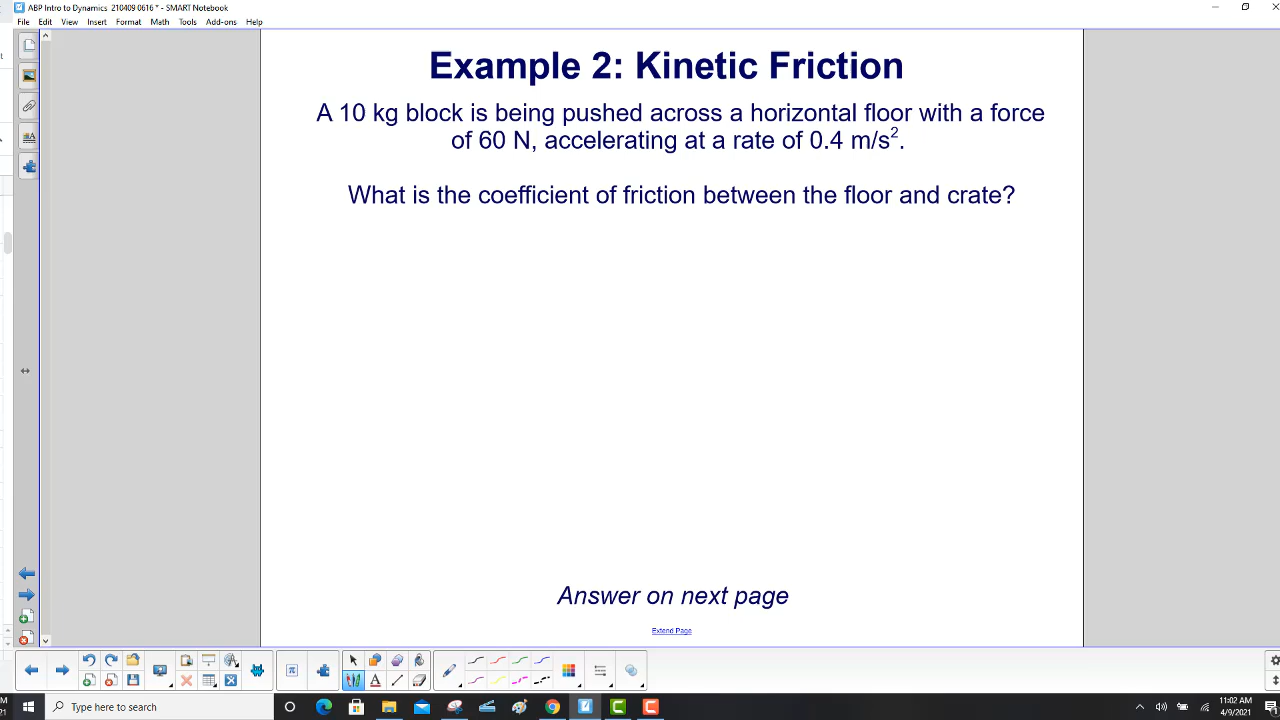 ABP Intro to Dynamics 210409 0616 * - SMART Notebook
File Edit View Insert Format Math Tools Add-ons Help
Example 2: Kinetic Friction
A 10 kg block is being pushed across a horizontal floor with a force
of 60 N, accelerating at a rate of 0.4 m/s².
What is the coefficient of friction between the floor and crate?
Answer on next page
Extend Page
Type here to search
11:02 AM
4/9/2021